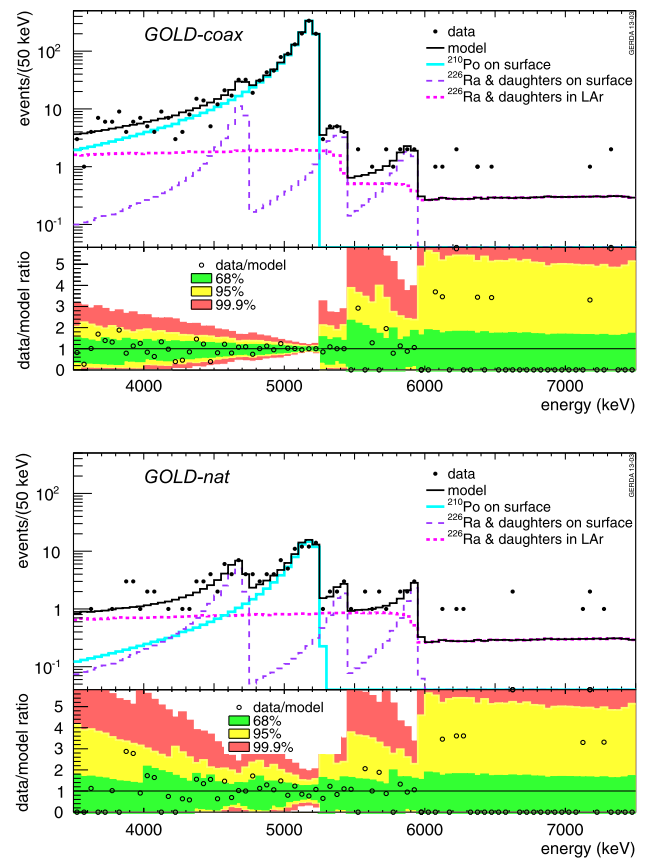 GOLD-coax
GERDA 13-03
events/(50 keV)
10²
10
1
10⁻¹
data
model
²¹⁰Po on surface
²²⁶Ra & daughters on surface
²²⁶Ra & daughters in LAr
data/model ratio
5
4
3
2
1
0
data/model
68%
95%
99.9%
4000 5000 6000 7000
energy (keV)
GOLD-nat
GERDA 13-03
events/(50 keV)
10²
10
1
10⁻¹
data
model
²¹⁰Po on surface
²²⁶Ra & daughters on surface
²²⁶Ra & daughters in LAr
data/model ratio
5
4
3
2
1
0
data/model
68%
95%
99.9%
4000 5000 6000 7000
energy (keV)